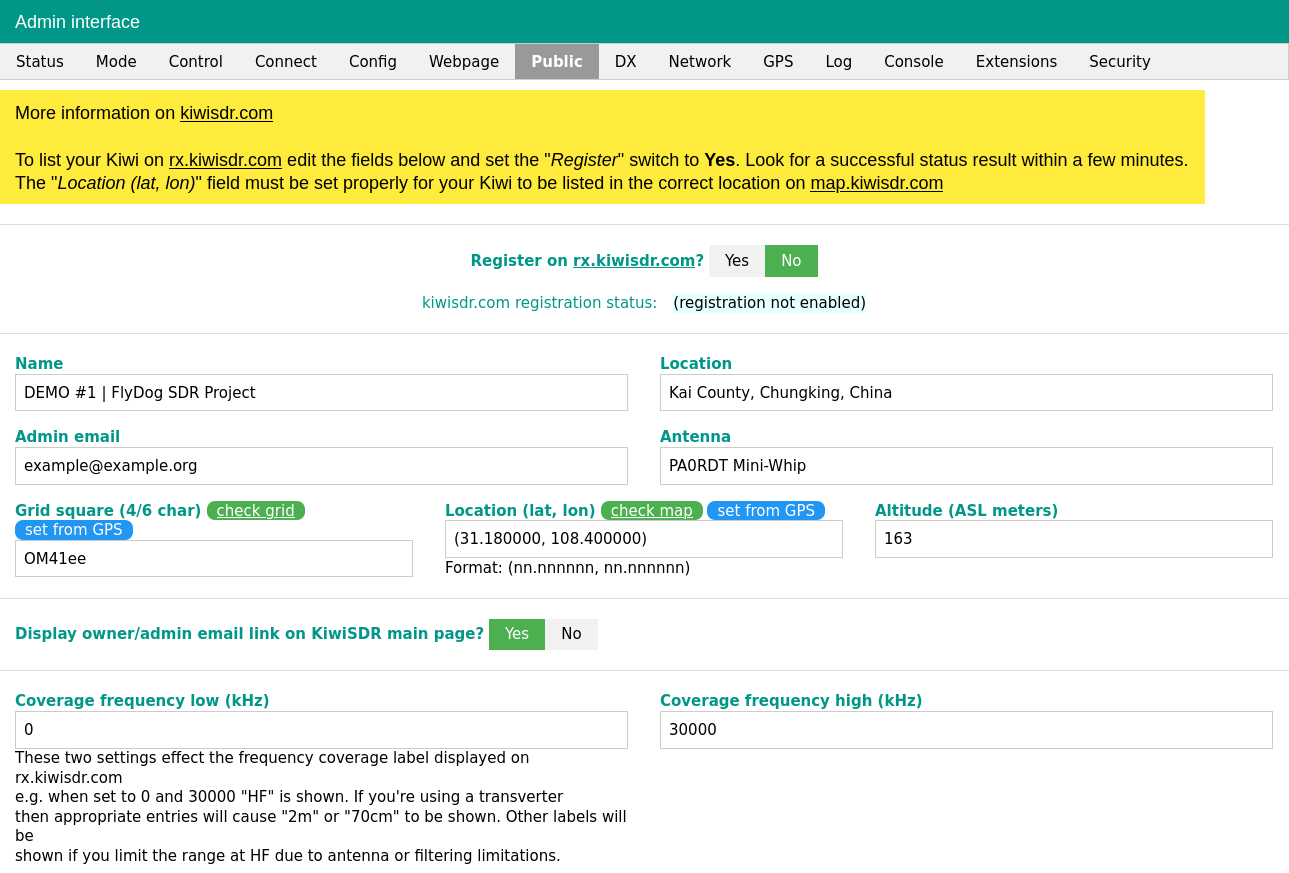 Admin interface
Status Mode Control Connect Config Webpage Public DX Network GPS Log Console Extensions Security
More information on kiwisdr.com
To list your Kiwi on rx.kiwisdr.com edit the fields below and set the "Register" switch to Yes. Look for a successful status result within a few minutes.
The "Location (lat, lon)" field must be set properly for your Kiwi to be listed in the correct location on map.kiwisdr.com
Register on rx.kiwisdr.com? Yes No
kiwisdr.com registration status: (registration not enabled)
Name
DEMO #1 | FlyDog SDR Project
Location
Kai County, Chungking, China
Admin email
example@example.org
Antenna
PA0RDT Mini-Whip
Grid square (4/6 char) check grid
set from GPS
OM41ee
Location (lat, lon) check map set from GPS
(31.180000, 108.400000)
Format: (nn.nnnnnn, nn.nnnnnn)
Altitude (ASL meters)
163
Display owner/admin email link on KiwiSDR main page? Yes No
Coverage frequency low (kHz)
0
These two settings effect the frequency coverage label displayed on
rx.kiwisdr.com
e.g. when set to 0 and 30000 "HF" is shown. If you're using a transverter
then appropriate entries will cause "2m" or "70cm" to be shown. Other labels will
be
shown if you limit the range at HF due to antenna or filtering limitations.
Coverage frequency high (kHz)
30000